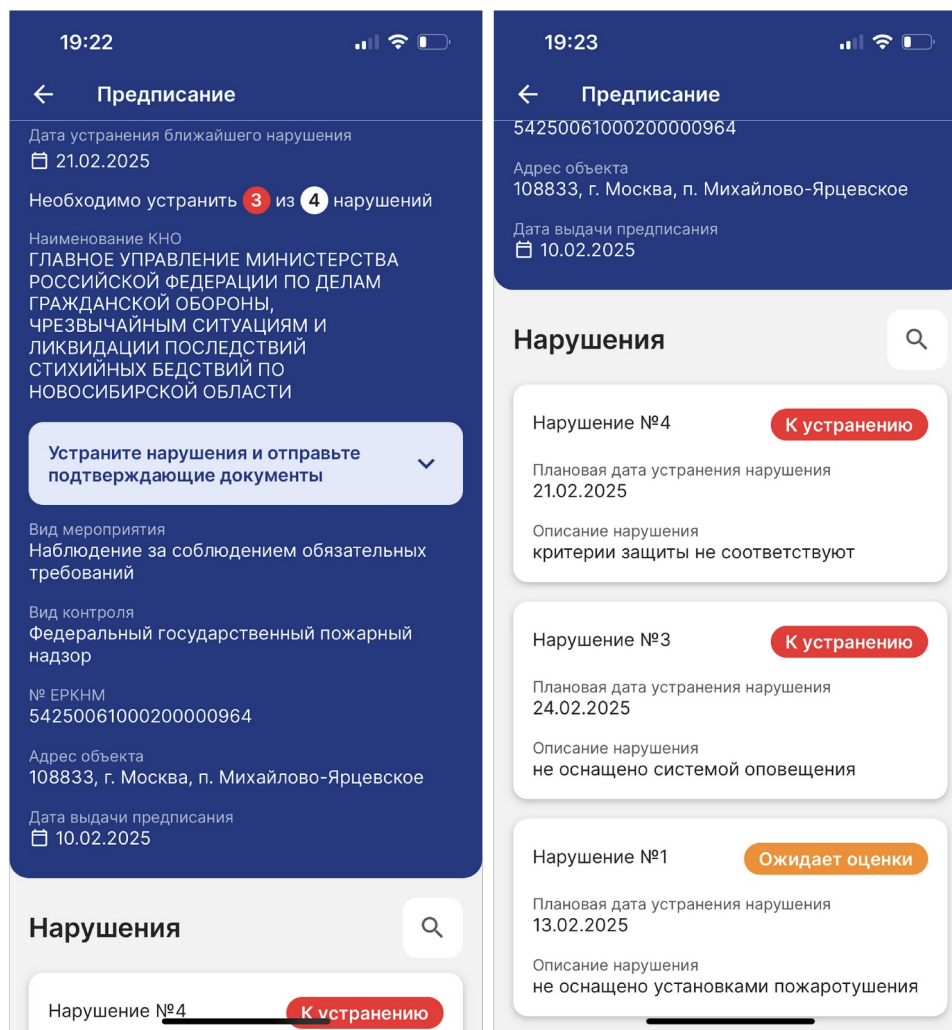 19:22
Предписание
Дата устранения ближайшего нарушения
21.02.2025
Необходимо устранить 3 из 4 нарушений
Наименование КНО
ГЛАВНОЕ УПРАВЛЕНИЕ МИНИСТЕРСТВА
РОССИЙСКОЙ ФЕДЕРАЦИИ ПО ДЕЛАМ
ГРАЖДАНСКОЙ ОБОРОНЫ,
ЧРЕЗВЫЧАЙНЫМ СИТУАЦИЯМ И
ЛИКВИДАЦИИ ПОСЛЕДСТВИЙ
СТИХИЙНЫХ БЕДСТВИЙ ПО
НОВОСИБИРСКОЙ ОБЛАСТИ
Устраните нарушения и отправьте
подтверждающие документы
Вид мероприятия
Наблюдение за соблюдением обязательных
требований
Вид контроля
Федеральный государственный пожарный
надзор
№ ЕРКНМ
54250061000200000964
Адрес объекта
108833, г. Москва, п. Михайлово-Ярцевское
Дата выдачи предписания
10.02.2025
Нарушения
Нарушение №4
К устранению
19:23
Предписание
54250061000200000964
Адрес объекта
108833, г. Москва, п. Михайлово-Ярцевское
Дата выдачи предписания
10.02.2025
Нарушения
Нарушение №4
К устранению
Плановая дата устранения нарушения
21.02.2025
Описание нарушения
критерии защиты не соответствуют
Нарушение №3
К устранению
Плановая дата устранения нарушения
24.02.2025
Описание нарушения
не оснащено системой оповещения
Нарушение №1
Ожидает оценки
Плановая дата устранения нарушения
13.02.2025
Описание нарушения
не оснащено установками пожаротушения